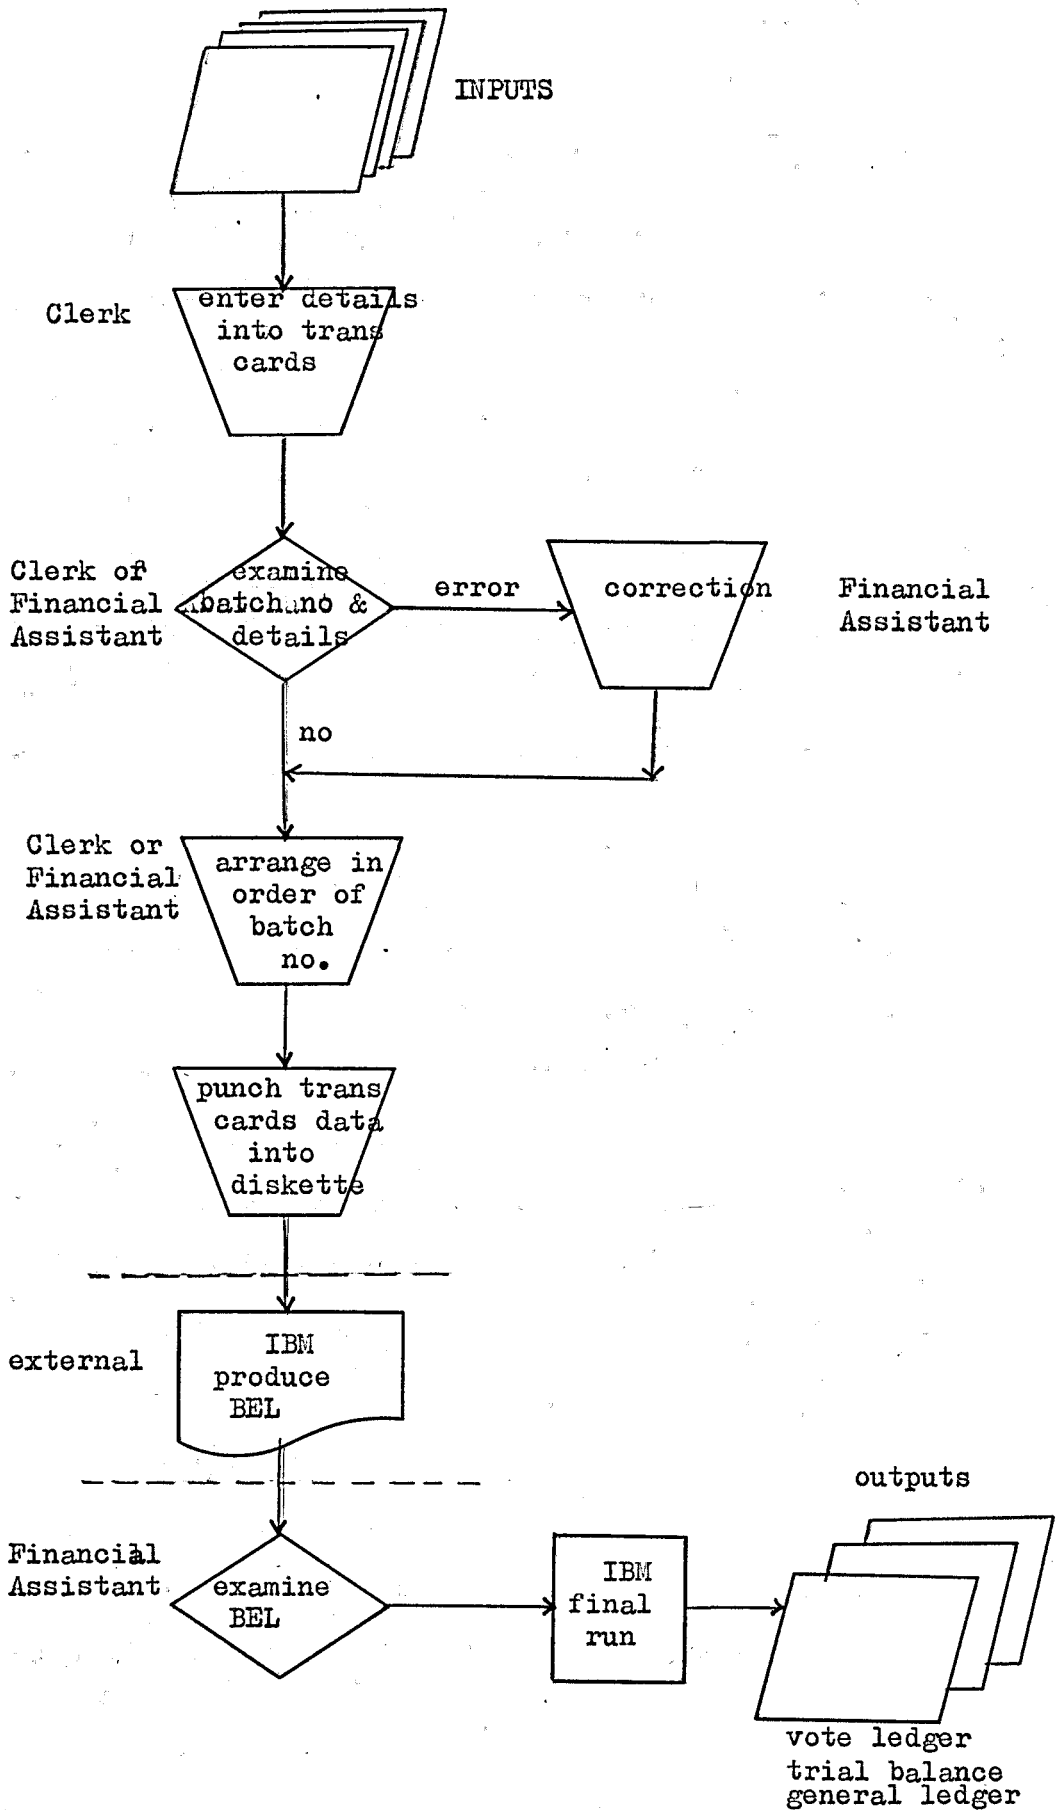 INPUTS
Clerk
enter details
into trans
cards
Clerk of
Financial
Assistant
examine
batch no &
details
error
correction
Financial
Assistant
no
Clerk or
Financial
Assistant
arrange in
order of
batch
no.
punch trans
cards data
into
diskette
external
IBM
produce
BEL
outputs
Financial
Assistant
examine
BEL
IBM
final
run
vote ledger
trial balance
general ledger